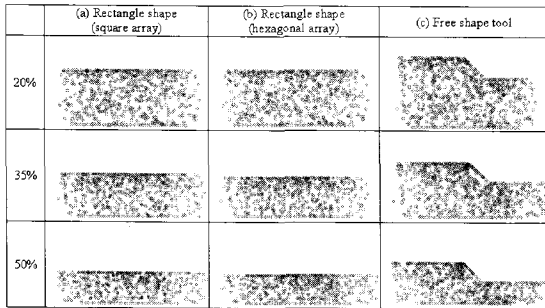 (a) Rectangle shape
(square array)
(b) Rectangle shape
(hexagonal array)
(c) Free shape tool
20%
35%
50%